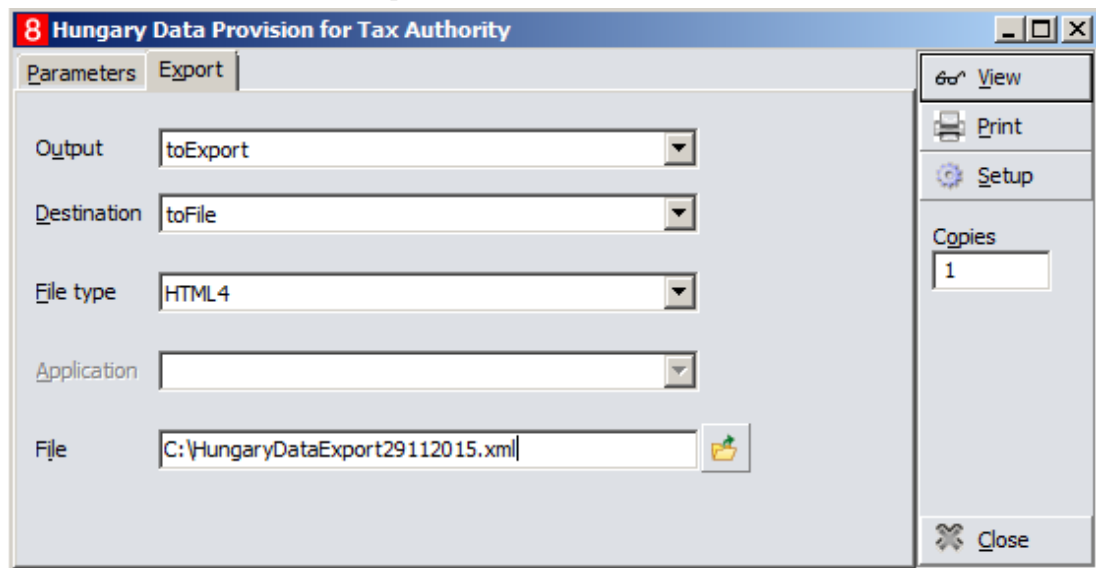 8 Hungary Data Provision for Tax Authority
Parameters Export
Output toExport
Destination toFile
File type HTML4
Application
File C:\HungaryDataExport29112015.xml
View
Print
Setup
Copies
1
Close